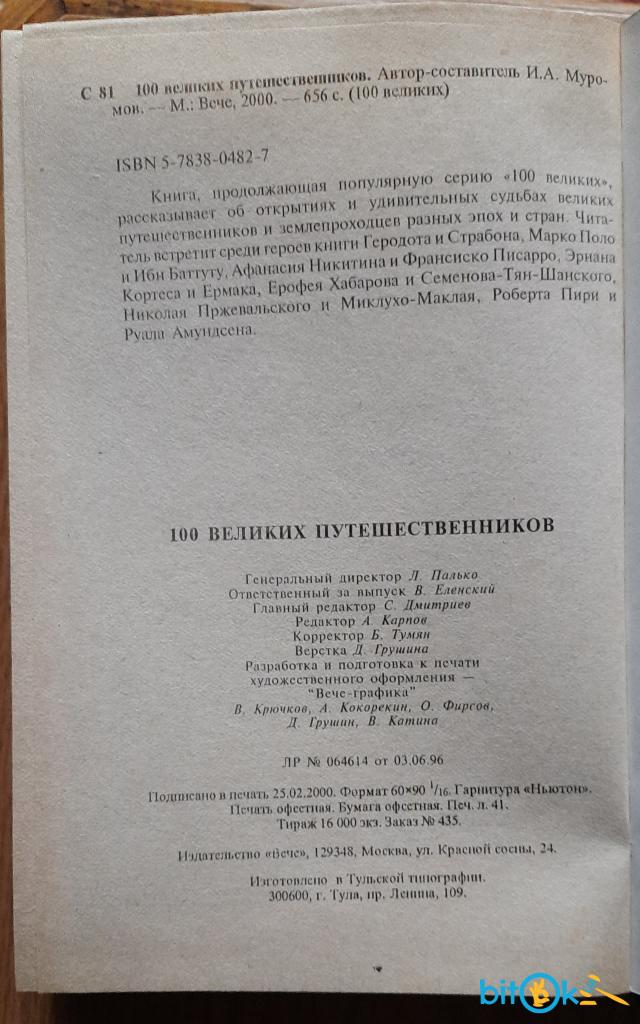 С 81 100 великих путешественников. Автор-составитель И.А. Муро-
мов. — М.: Вече, 2000. — 656 с. (100 великих)
ISBN 5-7838-0482-7
Книга, продолжающая популярную серию «100 великих»,
рассказывает об открытиях и удивительных судьбах великих
путешественников и землепроходцев разных эпох и стран. Чита-
тель встретит среди героев книги Геродота и Страбона, Марко Поло
и Ибн Баттуту, Афанасия Никитина и Франсиско Писарро, Эрнана
Кортеса и Ермака, Ерофея Хабарова и Семенова-Тян-Шанского,
Николая Пржевальского и Миклухо-Маклая, Роберта Пири и
Руала Амундсена.
100 ВЕЛИКИХ ПУТЕШЕСТВЕННИКОВ
Генеральный директор Л. Палько
Ответственный за выпуск В. Еленский
Главный редактор С. Дмитриев
Редактор А. Карпов
Корректор Б. Тумян
Верстка Д. Грушина
Разработка и подготовка к печати
художественного оформления —
"Вече-графика"
В. Крючков, А. Кокорекин, О. Фирсов,
Д. Грушин, В. Катина
ЛР № 064614 от 03.06.96
Подписано в печать 25.02.2000. Формат 60×90 1/16. Гарнитура «Ньютон».
Печать офсетная. Бумага офсетная. Печ. л. 41.
Тираж 16 000 экз. Заказ № 435.
Издательство «Вече», 129348, Москва, ул. Красной сосны, 24.
Изготовлено в Тульской типографии.
300600, г. Тула, пр. Ленина, 109.
bitOk